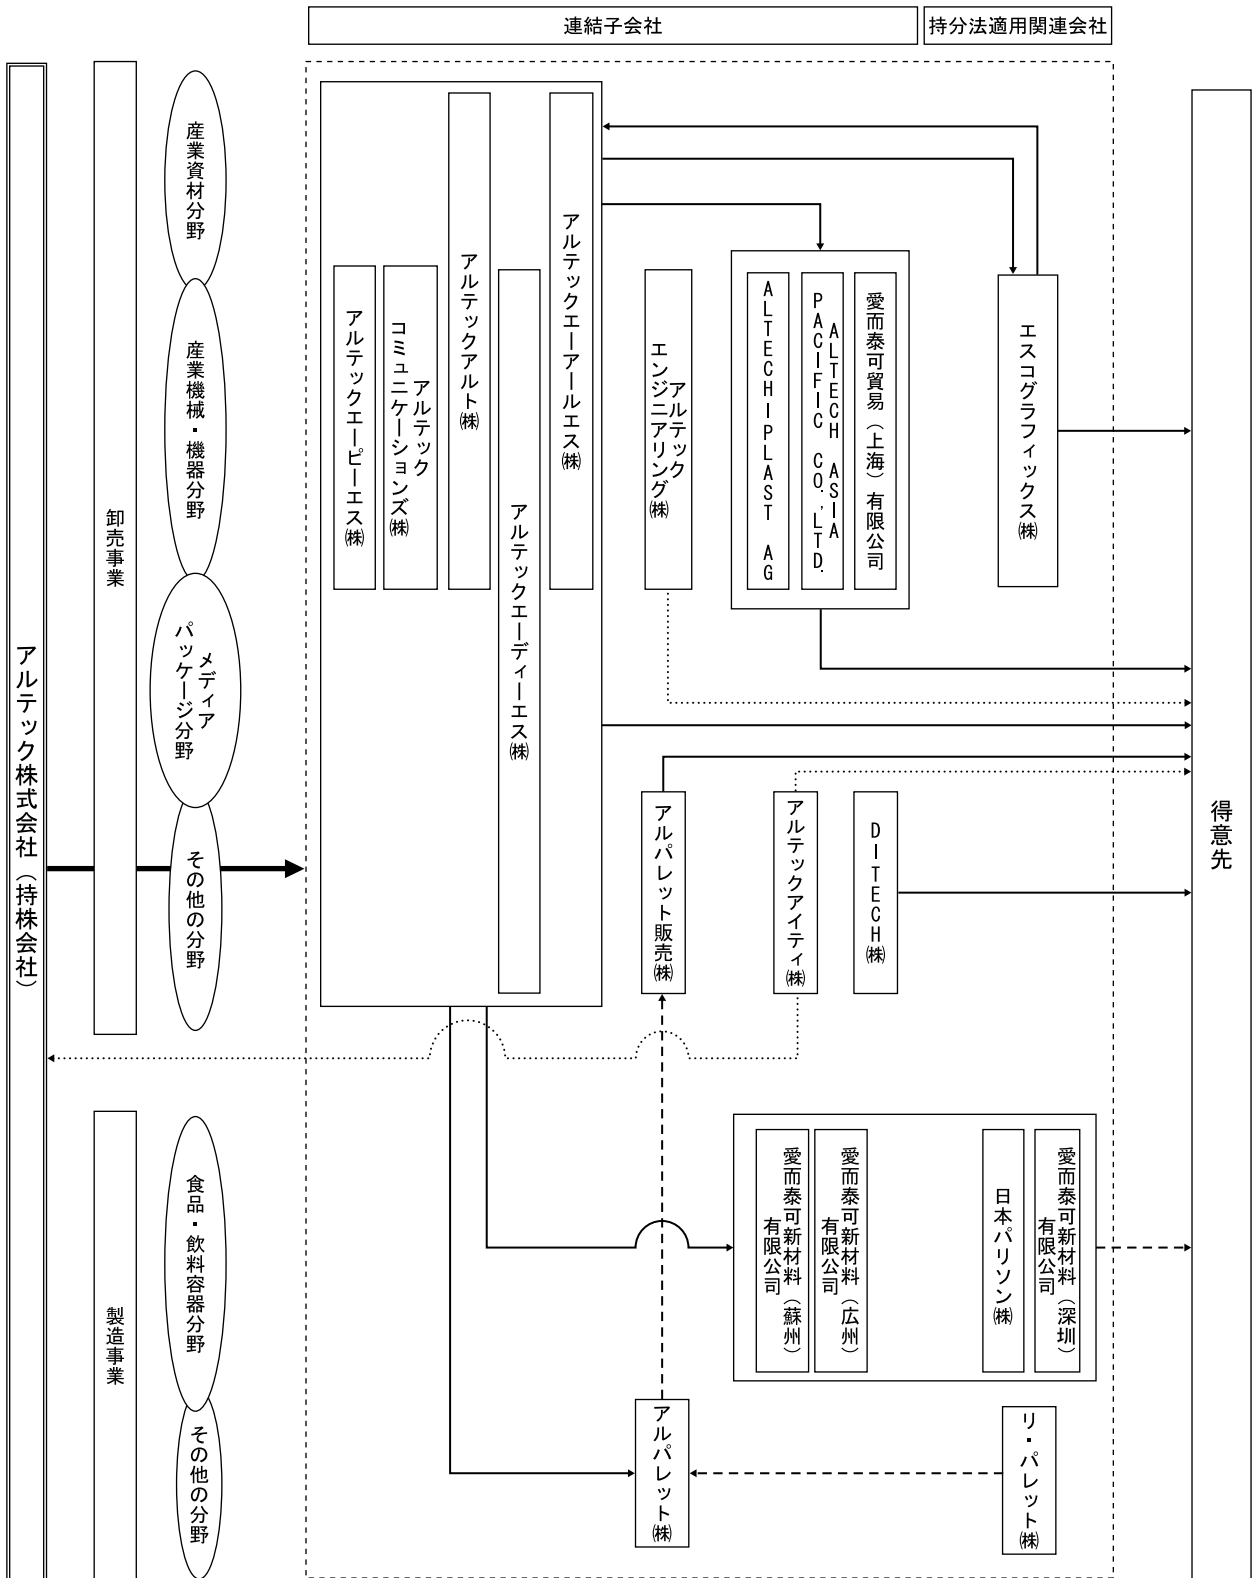 連結子会社
持分法適用関連会社
アルテック株式会社（持株会社）
卸売事業
産業資材分野
産業機械・機器分野
メディア
パッケージ分野
その他の分野
アルテックエーピーエス㈱
アルテック
コミュニケーションズ㈱
アルテックアルト㈱
アルテックエーディーエス㈱
アルテックエーアールエス㈱
アルテック
エンジニアリング㈱
ALTECHIPLAST AG
ALTECH ASIA
PACIFIC CO.,LTD.
愛而泰可貿易（上海）有限公司
エスコグラフィックス㈱
アルパレット販売㈱
アルテックアイティ㈱
DITECH㈱
得意先
製造事業
食品・飲料容器分野
その他の分野
愛而泰可新材料（蘇州）
有限公司
愛而泰可新材料（広州）
有限公司
日本パリソン㈱
愛而泰可新材料（深圳）
有限公司
アルパレット㈱
リ・パレット㈱